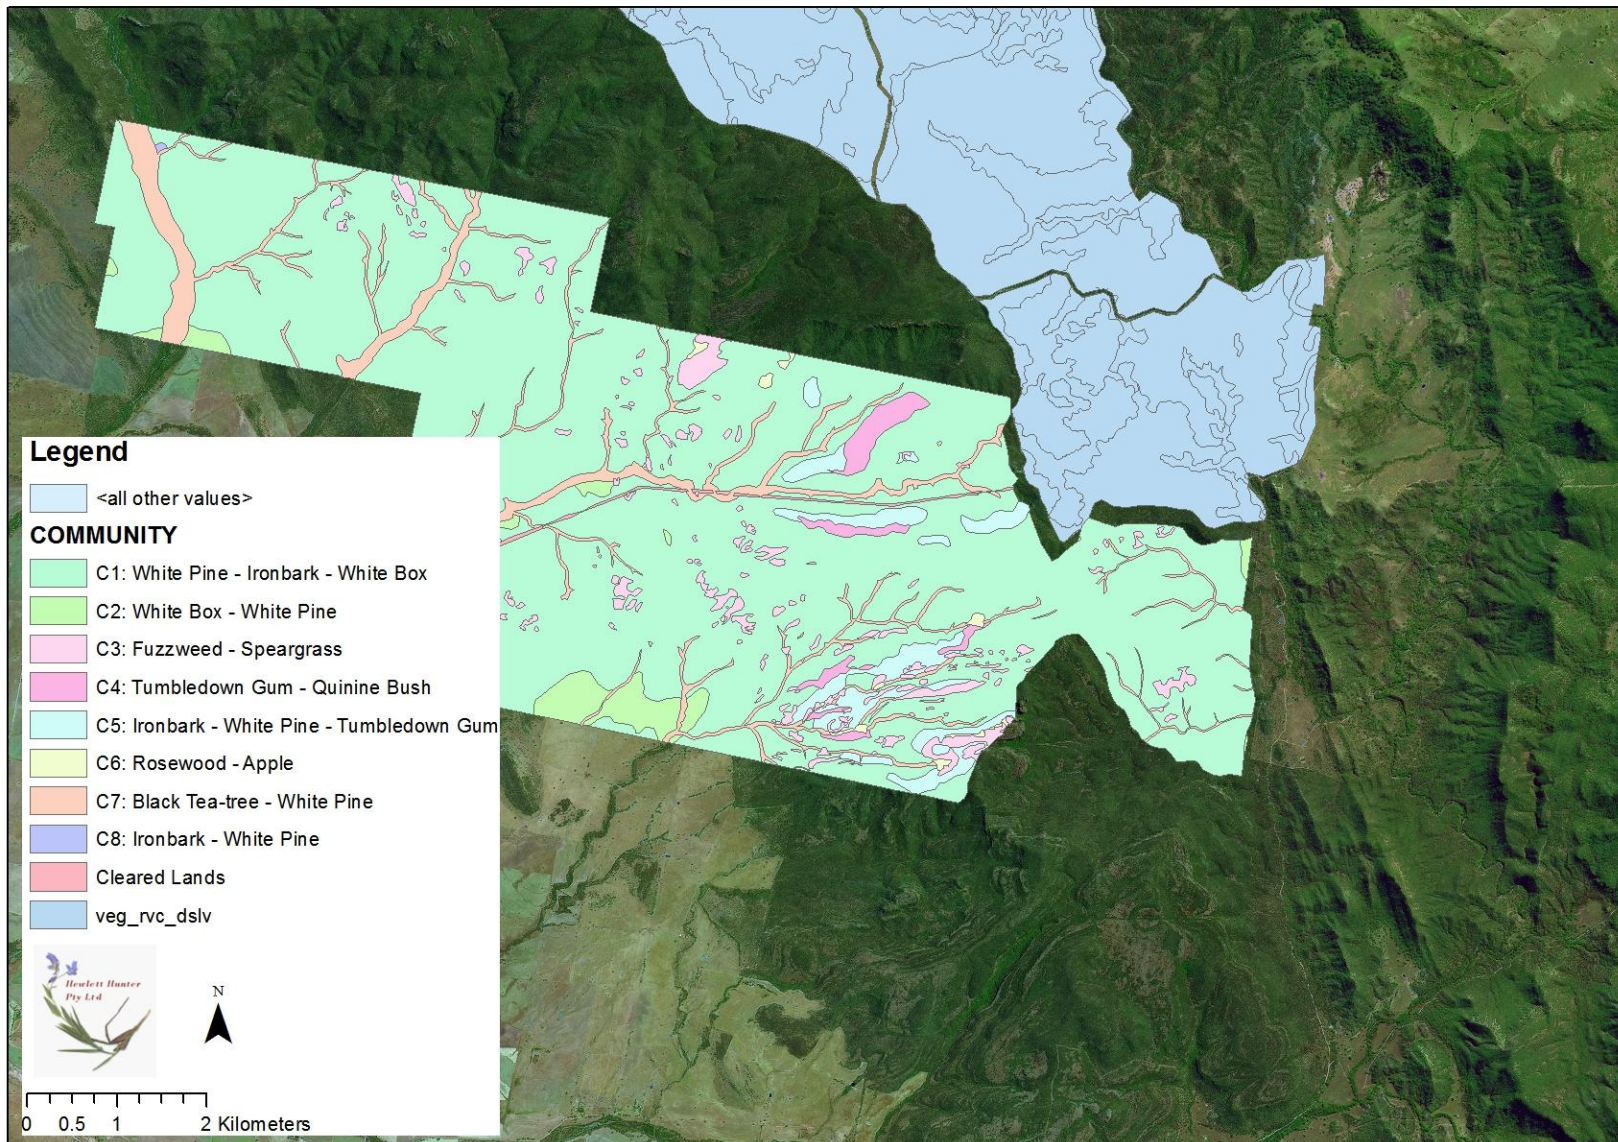 Legend
<all other values>
COMMUNITY
C1: White Pine - Ironbark - White Box
C2: White Box - White Pine
C3: Fuzzweed - Speargrass
C4: Tumbledown Gum - Quinine Bush
C5: Ironbark - White Pine - Tumbledown Gum
C6: Rosewood - Apple
C7: Black Tea-tree - White Pine
C8: Ironbark - White Pine
Cleared Lands
veg_rvc_dslv
Hewlett Hunter
Pty Ltd
N
0 0.5 1 2 Kilometers